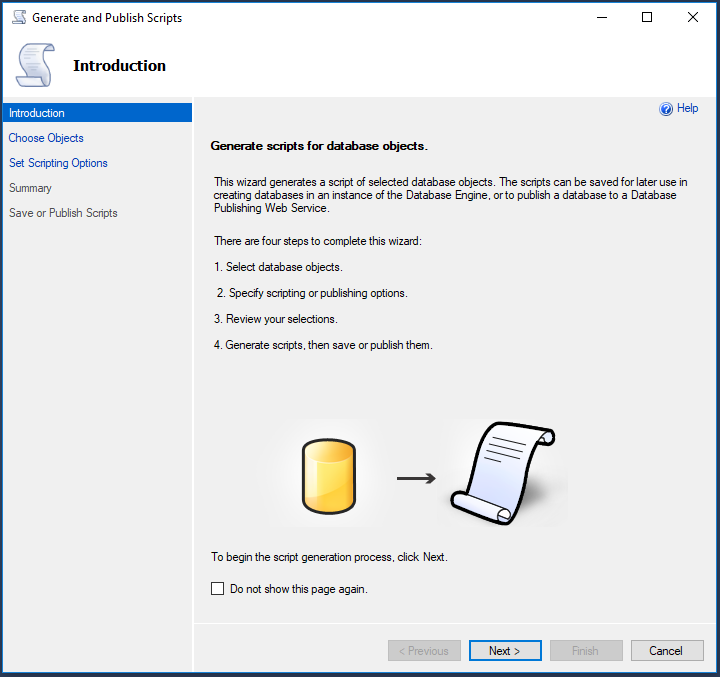 Generate and Publish Scripts
Introduction
Introduction
Choose Objects
Set Scripting Options
Summary
Save or Publish Scripts
Help
Generate scripts for database objects.
This wizard generates a script of selected database objects. The scripts can be saved for later use in
creating databases in an instance of the Database Engine, or to publish a database to a Database
Publishing Web Service.
There are four steps to complete this wizard:
1. Select database objects.
2. Specify scripting or publishing options.
3. Review your selections.
4. Generate scripts, then save or publish them.
To begin the script generation process, click Next.
Do not show this page again.
< Previous
Next >
Finish
Cancel